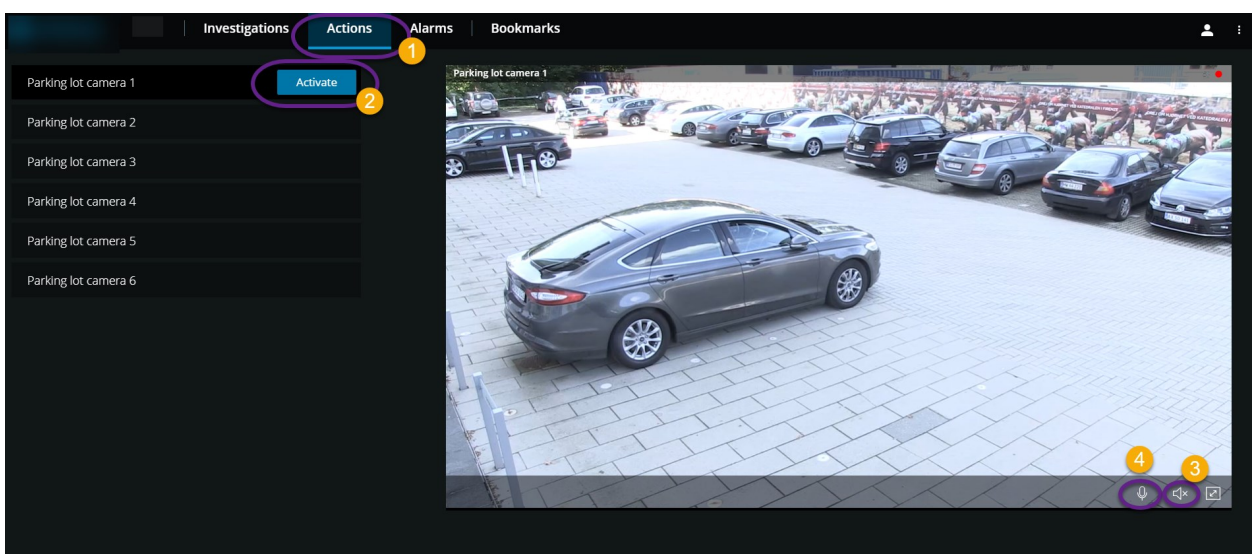 Investigations Actions Alarms Bookmarks
1
Parking lot camera 1 Activate
2
Parking lot camera 2
Parking lot camera 3
Parking lot camera 4
Parking lot camera 5
Parking lot camera 6
Parking lot camera 1
4
3